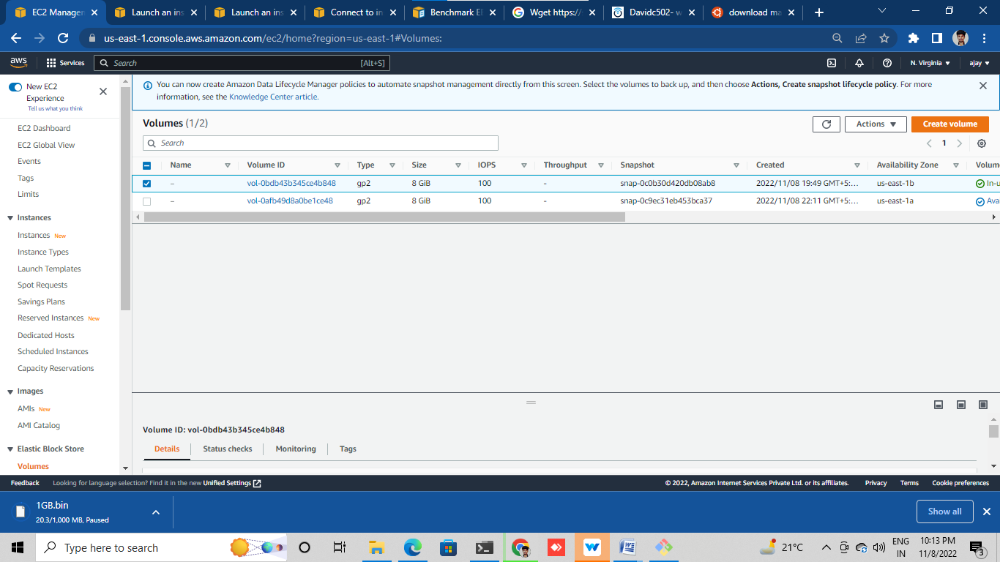 EC2 Managen
Launch an ins
Launch an ins
Connect to in
Benchmark EB
Wget https://
Davidc502- w
download ma
us-east-1.console.aws.amazon.com/ec2/home?region=us-east-1#Volumes:
aws
Services
Search
[Alt+S]
N. Virginia
ajay
New EC2
Experience
Tell us what you think
EC2 Dashboard
EC2 Global View
Events
Tags
Limits
Instances
Instances New
Instance Types
Launch Templates
Spot Requests
Savings Plans
Reserved Instances New
Dedicated Hosts
Scheduled Instances
Capacity Reservations
Images
AMIs New
AMI Catalog
Elastic Block Store
Volumes
You can now create Amazon Data Lifecycle Manager policies to automate snapshot management directly from this screen. Select the volumes to back up, and then choose Actions, Create snapshot lifecycle policy. For more
information, see the Knowledge Center article.
Volumes (1/2)
Actions
Create volume
Search
1
Name Volume ID Type Size IOPS Throughput Snapshot Created Availability Zone Volum
– vol-0bdb43b345ce4b848 gp2 8 GiB 100 - snap-0c0b30d420db08ab8 2022/11/08 19:49 GMT+5:... us-east-1b In-u
– vol-0afb49d8a0be1ce48 gp2 8 GiB 100 - snap-0c9ec31eb453bca37 2022/11/08 22:11 GMT+5:... us-east-1a Ava
Volume ID: vol-0bdb43b345ce4b848
Details
Status checks
Monitoring
Tags
Feedback
Looking for language selection? Find it in the new Unified Settings
© 2022, Amazon Internet Services Private Ltd. or its affiliates.
Privacy
Terms
Cookie preferences
1GB.bin
20.3/1,000 MB, Paused
Show all
Type here to search
21°C
ENG
IN
10:13 PM
11/8/2022
3